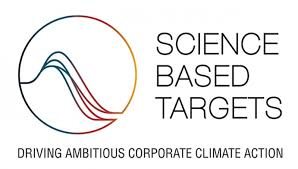 SCIENCE
BASED
TARGETS
DRIVING AMBITIOUS CORPORATE CLIMATE ACTION